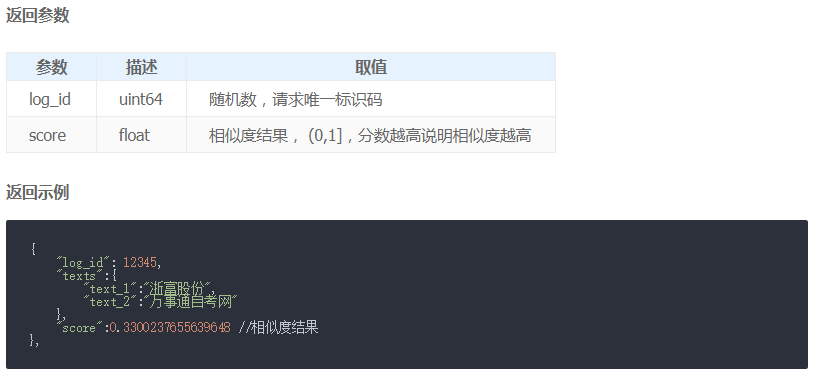 返回参数
参数 描述 取值
log_id uint64 随机数，请求唯一标识码
score float 相似度结果， (0,1]，分数越高说明相似度越高
返回示例
{
"log_id": 12345,
"texts":{
"text_1":"浙富股份",
"text_2":"万事通自考网"
},
"score":0.3300237655639648 //相似度结果
},